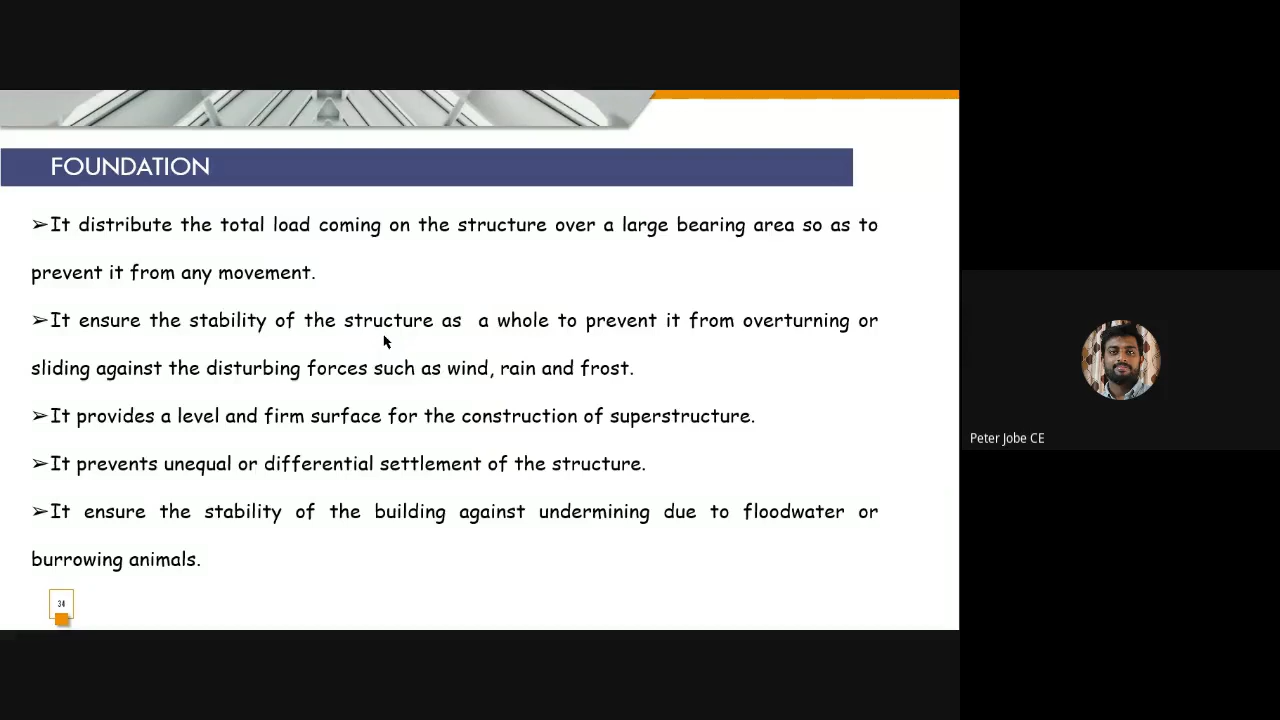 FOUNDATION
➢It distribute the total load coming on the structure over a large bearing area so as to
prevent it from any movement.
➢It ensure the stability of the structure as a whole to prevent it from overturning or
sliding against the disturbing forces such as wind, rain and frost.
➢It provides a level and firm surface for the construction of superstructure.
➢It prevents unequal or differential settlement of the structure.
➢It ensure the stability of the building against undermining due to floodwater or
burrowing animals.
34
Peter Jobe CE